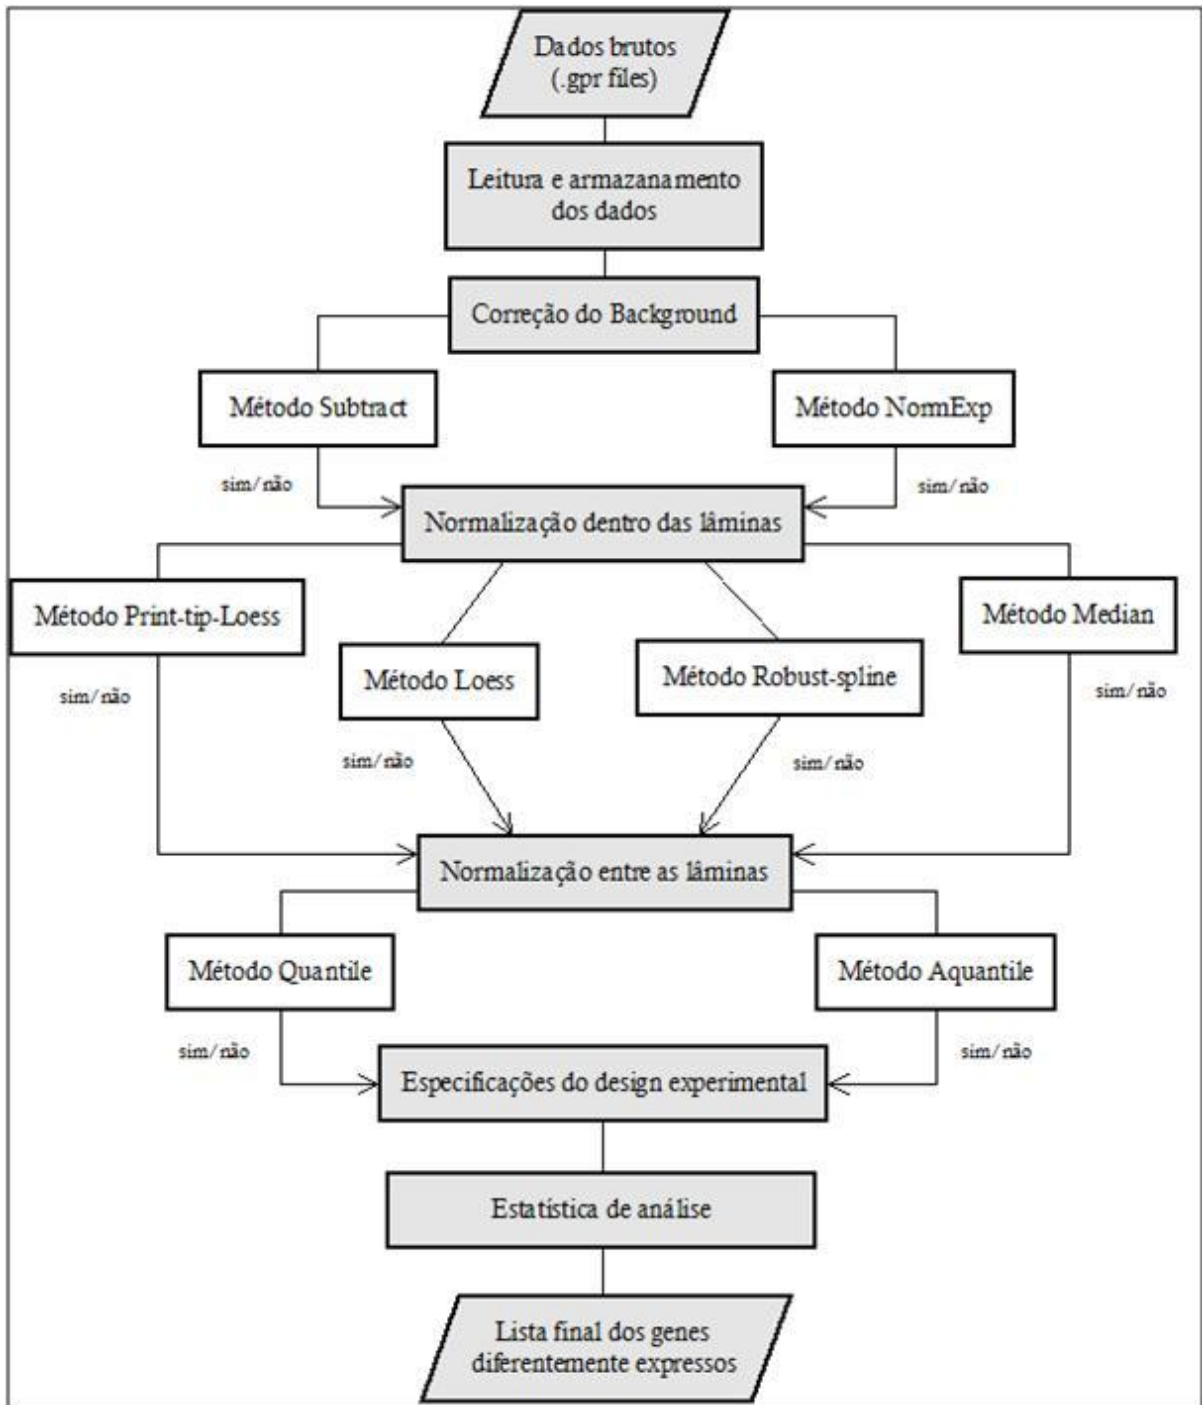 Dados brutos
(.gpr files)
Leitura e armazanamento
dos dados
Correção do Background
Método Subtract
Método NormExp
sim/não
sim/não
Normalização dentro das lâminas
Método Print-tip-Loess
Método Median
Método Loess
Método Robust-spline
sim/não
sim/não
sim/não
sim/não
Normalização entre as lâminas
Método Quantile
Método Aquantile
sim/não
sim/não
Especificações do design experimental
Estatística de análise
Lista final dos genes
diferentemente expressos